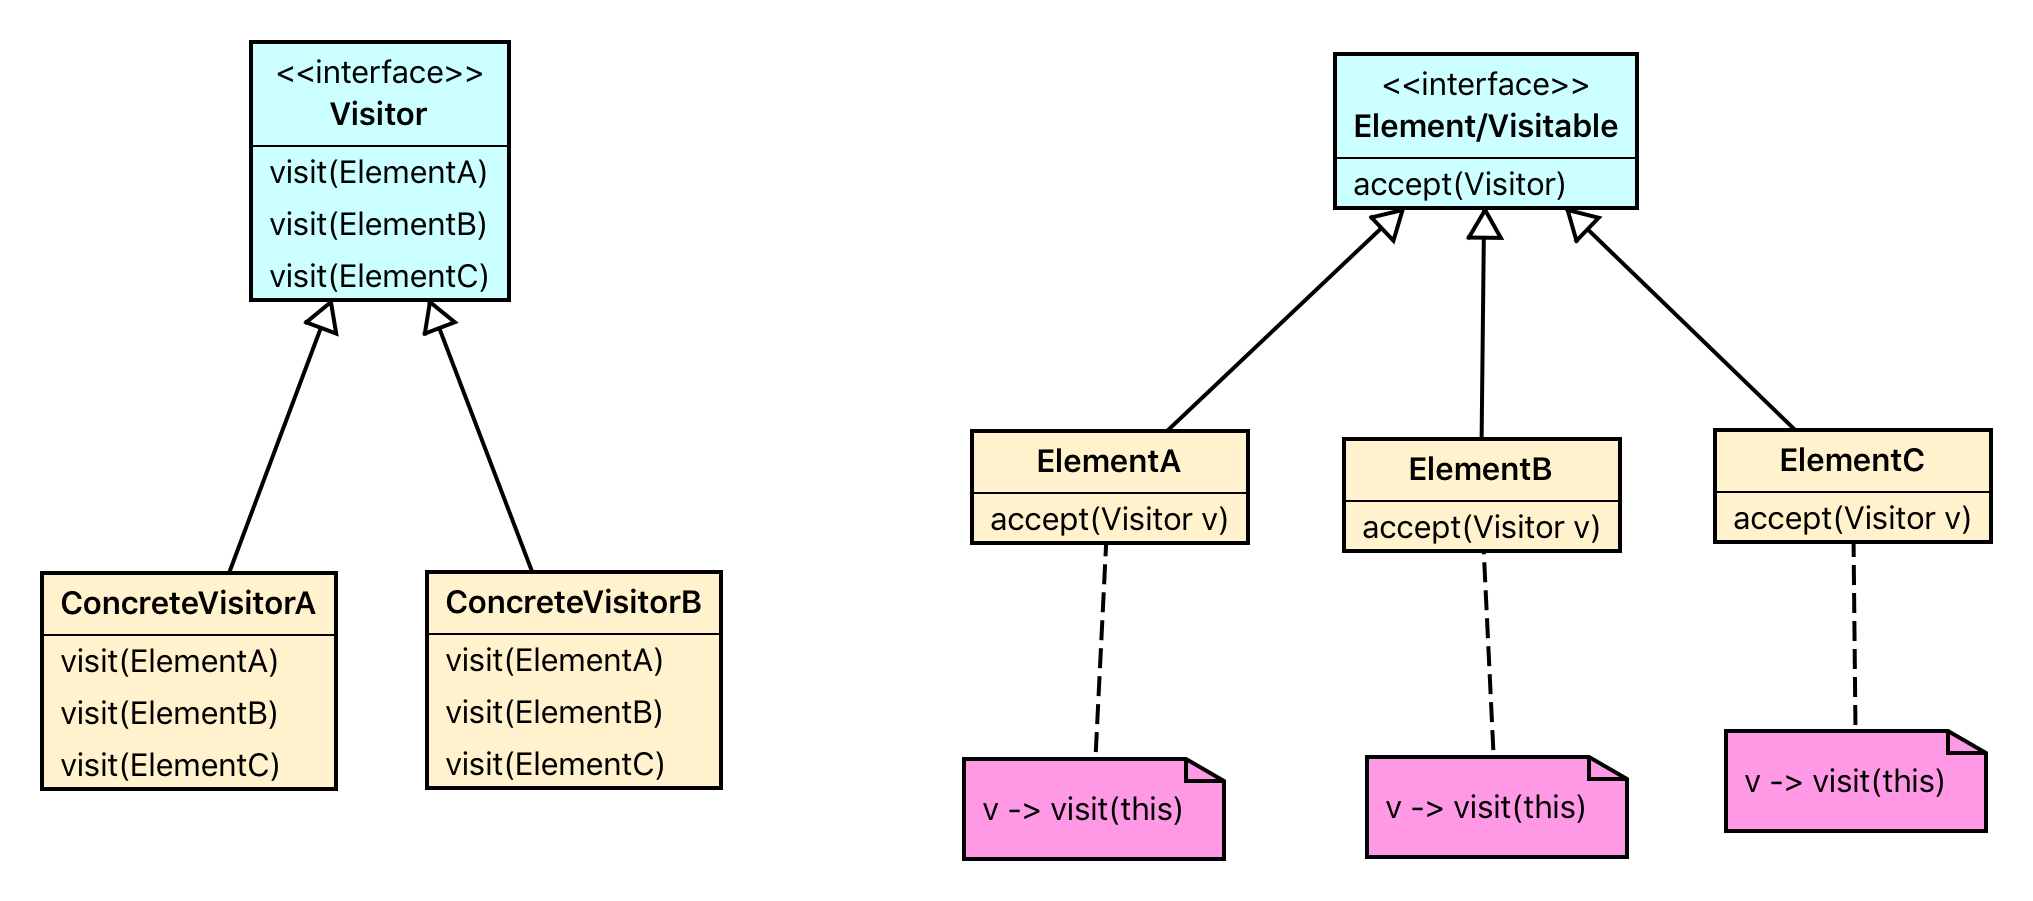 <<interface>>
Visitor
visit(ElementA)
visit(ElementB)
visit(ElementC)
<<interface>>
Element/Visitable
accept(Visitor)
ConcreteVisitorA
visit(ElementA)
visit(ElementB)
visit(ElementC)
ConcreteVisitorB
visit(ElementA)
visit(ElementB)
visit(ElementC)
ElementA
accept(Visitor v)
ElementB
accept(Visitor v)
ElementC
accept(Visitor v)
v -> visit(this)
v -> visit(this)
v -> visit(this)